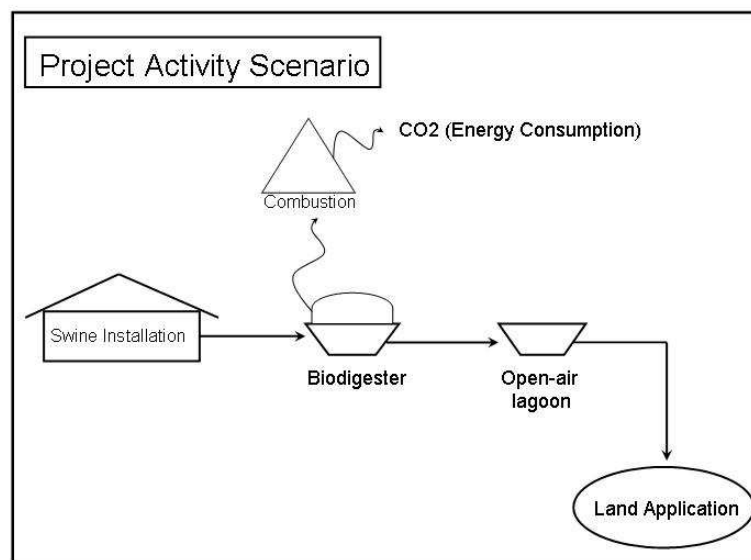 Project Activity Scenario
CO2 (Energy Consumption)
Combustion
Swine Installation
Biodigester
Open-air
lagoon
Land Application